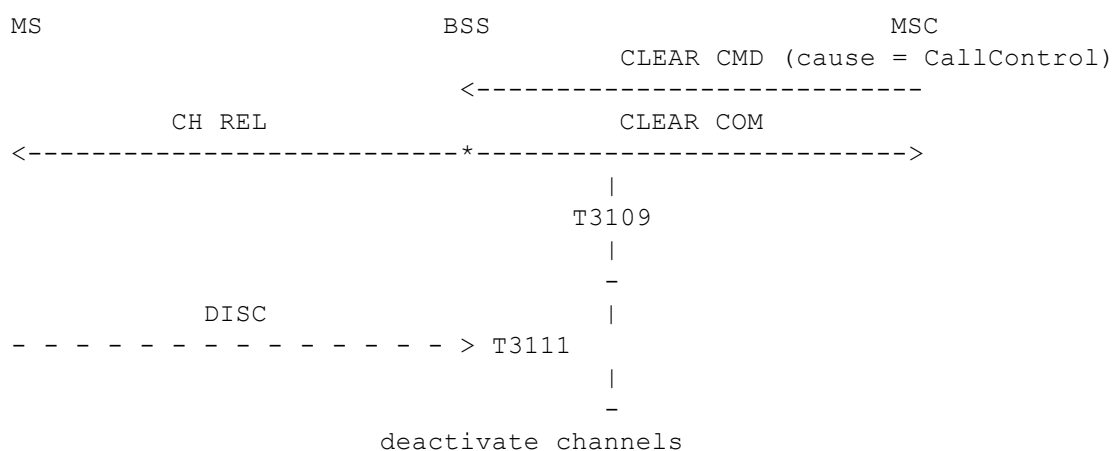 MS BSS MSC
CLEAR CMD (cause = CallControl)
<----------------------------
CH REL CLEAR COM
<---------------------------*--------------------------->
|
T3109
|
-
DISC |
- - - - - - - - - - - - - - > T3111
|
-
deactivate channels